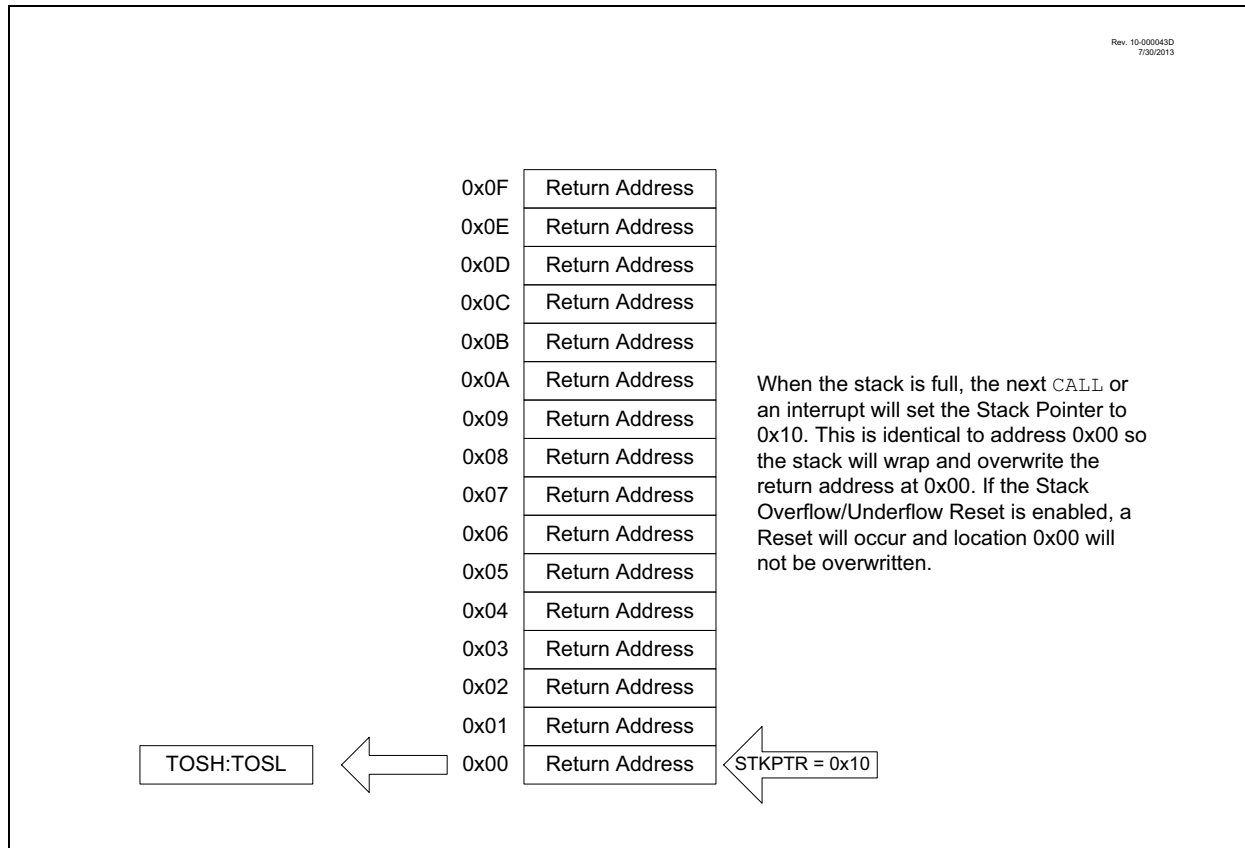 Rev. 10-000043D
7/30/2013
0x0F Return Address
0x0E Return Address
0x0D Return Address
0x0C Return Address
0x0B Return Address
0x0A Return Address
0x09 Return Address
0x08 Return Address
0x07 Return Address
0x06 Return Address
0x05 Return Address
0x04 Return Address
0x03 Return Address
0x02 Return Address
0x01 Return Address
TOSH:TOSL 0x00 Return Address STKPTR = 0x10
When the stack is full, the next CALL or
an interrupt will set the Stack Pointer to
0x10. This is identical to address 0x00 so
the stack will wrap and overwrite the
return address at 0x00. If the Stack
Overflow/Underflow Reset is enabled, a
Reset will occur and location 0x00 will
not be overwritten.